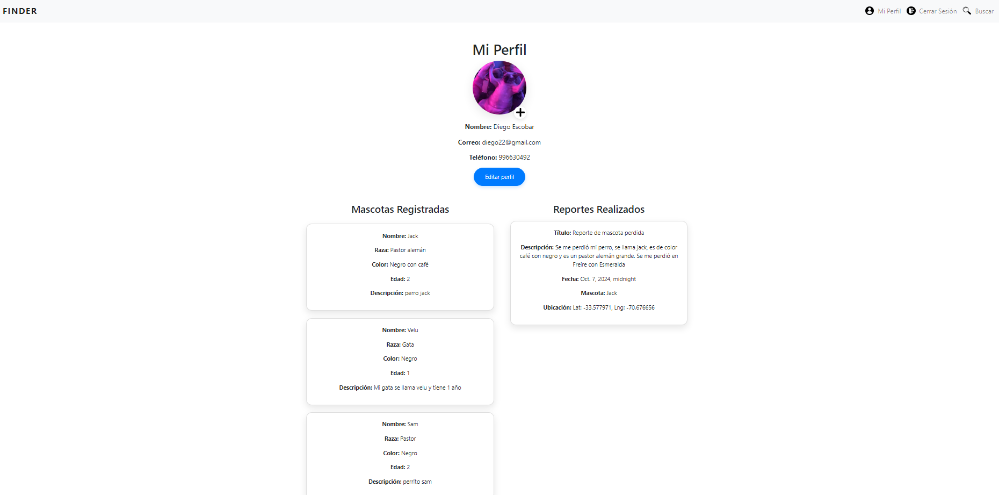 FINDER
Mi Perfil
Cerrar Sesión
Buscar
Mi Perfil
Nombre: Diego Escobar
Correo: diego22@gmail.com
Teléfono: 996630492
Editar perfil
Mascotas Registradas
Nombre: Jack
Raza: Pastor alemán
Color: Negro con café
Edad: 2
Descripción: perro jack
Nombre: Velu
Raza: Gata
Color: Negro
Edad: 1
Descripción: Mi gata se llama velu y tiene 1 año
Nombre: Sam
Raza: Pastor
Color: Negro
Edad: 2
Descripción: perrito sam
Reportes Realizados
Título: Reporte de mascota perdida
Descripción: Se me perdió mi perro, se llama jack, es de color
café con negro y es un pastor alemán grande. Se me perdió en
Freire con Esmeralda
Fecha: Oct. 7, 2024, midnight
Mascota: Jack
Ubicación: Lat: -33.577971, Lng: -70.676656